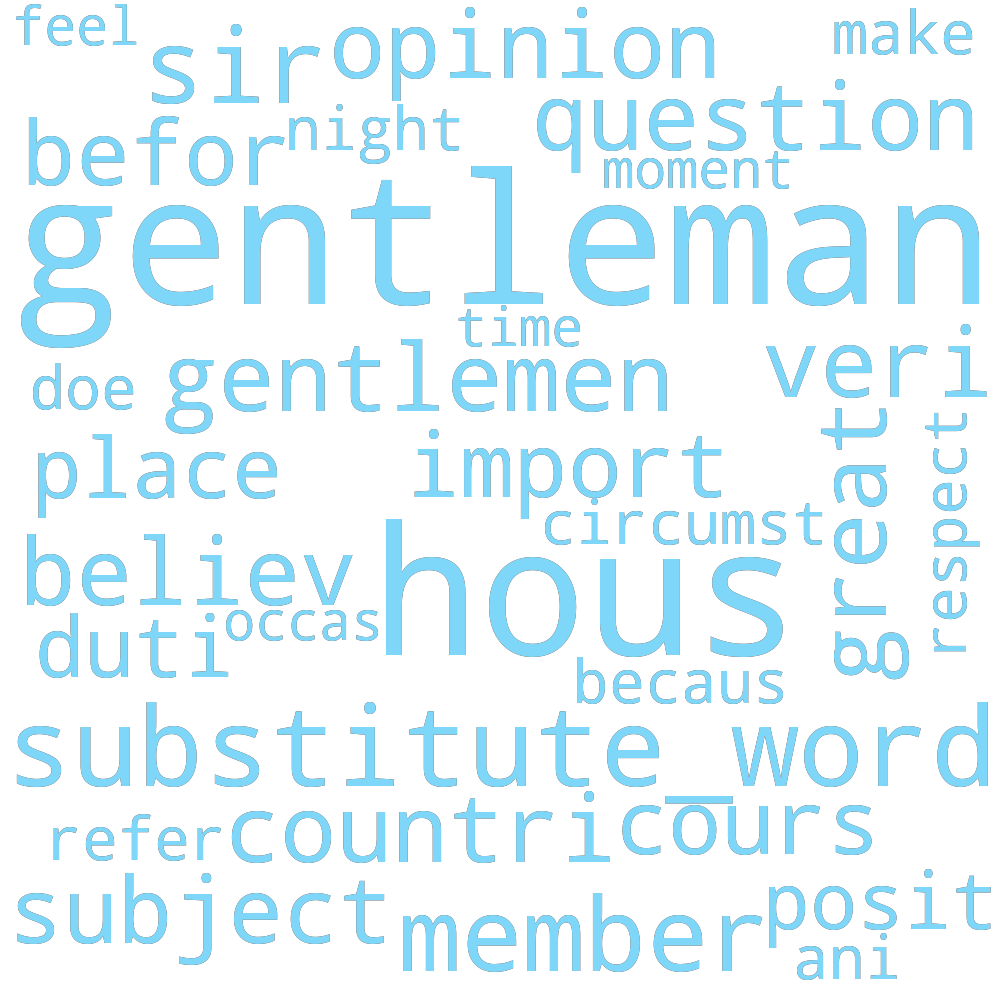 feel
make
sir
opinion
question
night
befor
moment
gentleman
time
gentlemen
veri
doe
great
respect
place
import
circumst
believ
hous
occas
duti
becaus
substitute_word
refer
countri
cours
subject
member
posit
ani